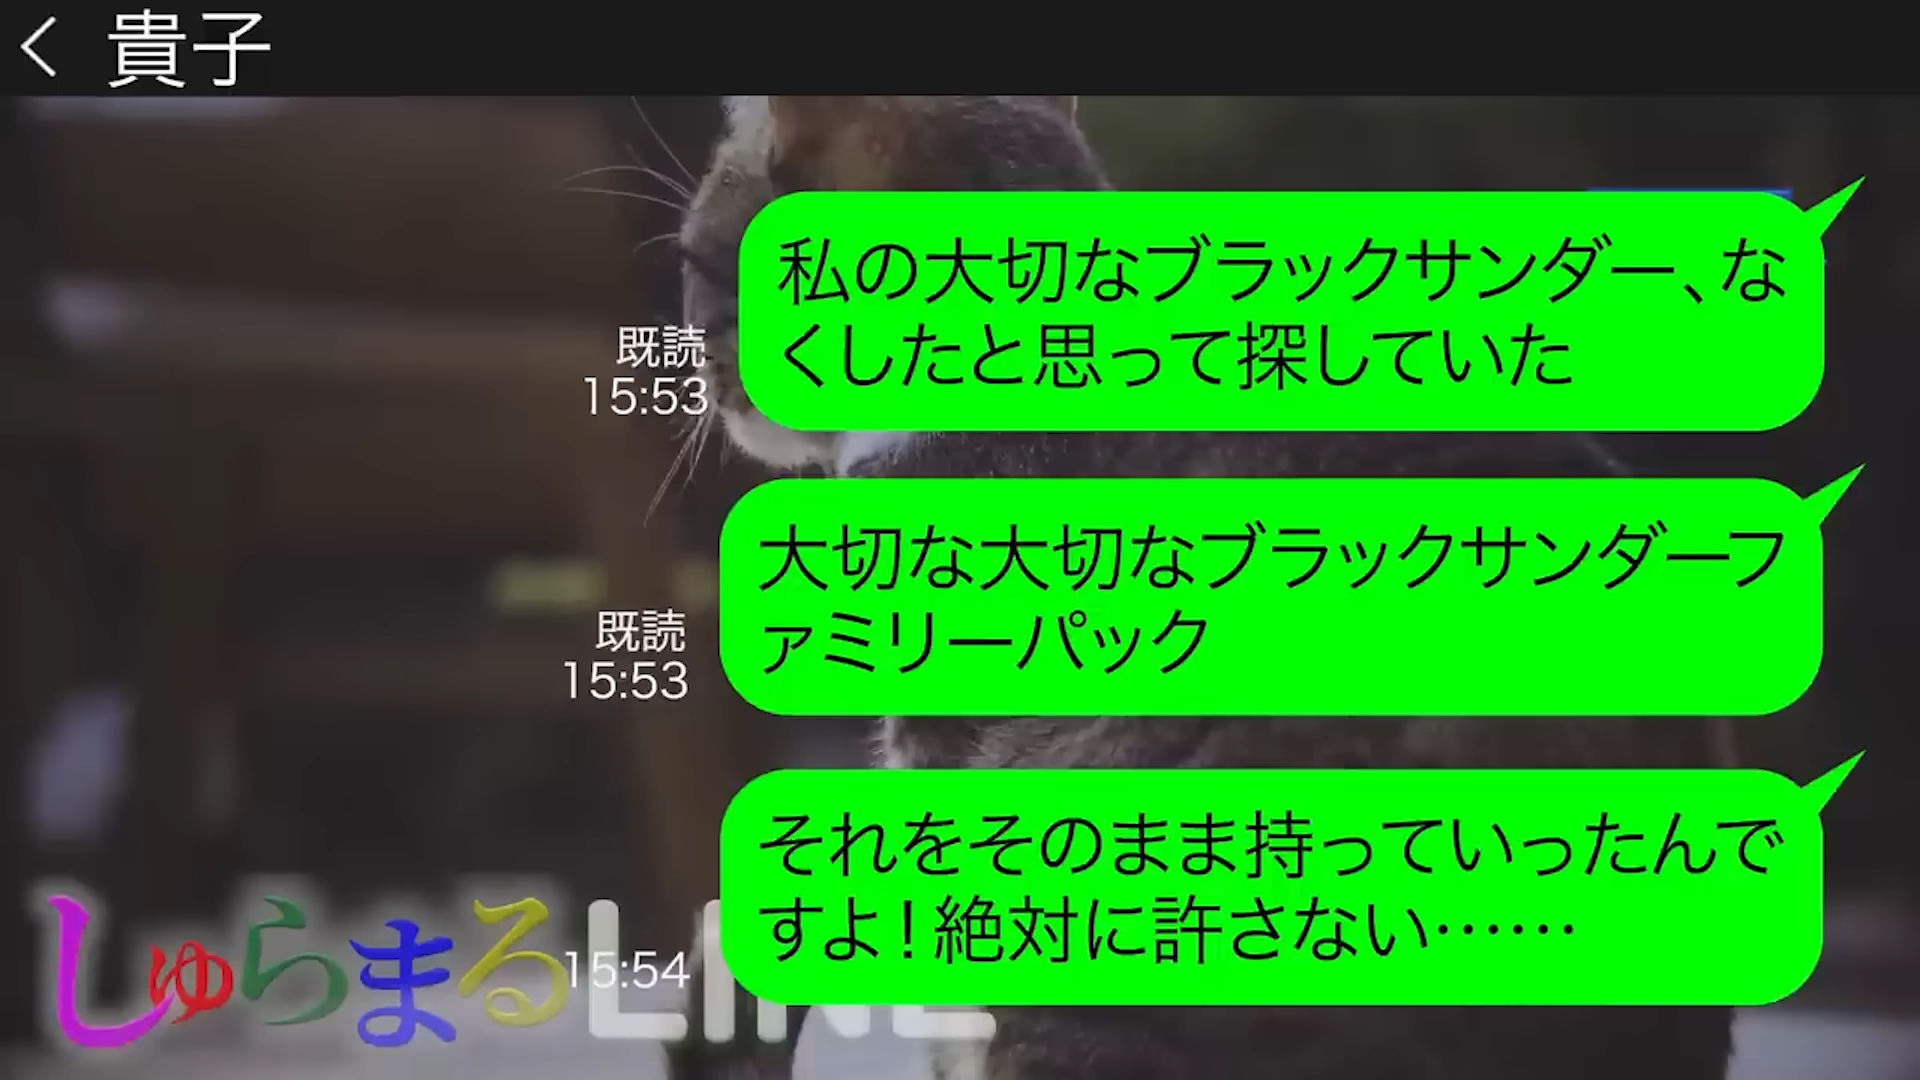 貴子
私の大切なブラックサンダー、な
くしたと思って探していた
既読
15:53
大切な大切なブラックサンダーフ
ァミリーパック
既読
15:53
それをそのまま持っていったんで
すよ！絶対に許さない……
15:54
しゅらまるLINE